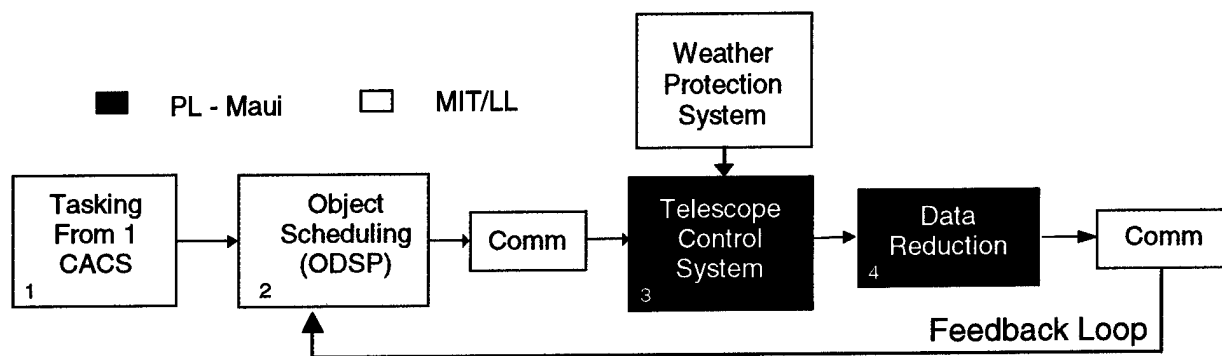 Weather
Protection
System
PL - Maui
MIT/LL
Tasking
From 1
CACS
1
Object
Scheduling
(ODSP)
2
Comm
Telescope
Control
System
3
Data
Reduction
4
Comm
Feedback Loop